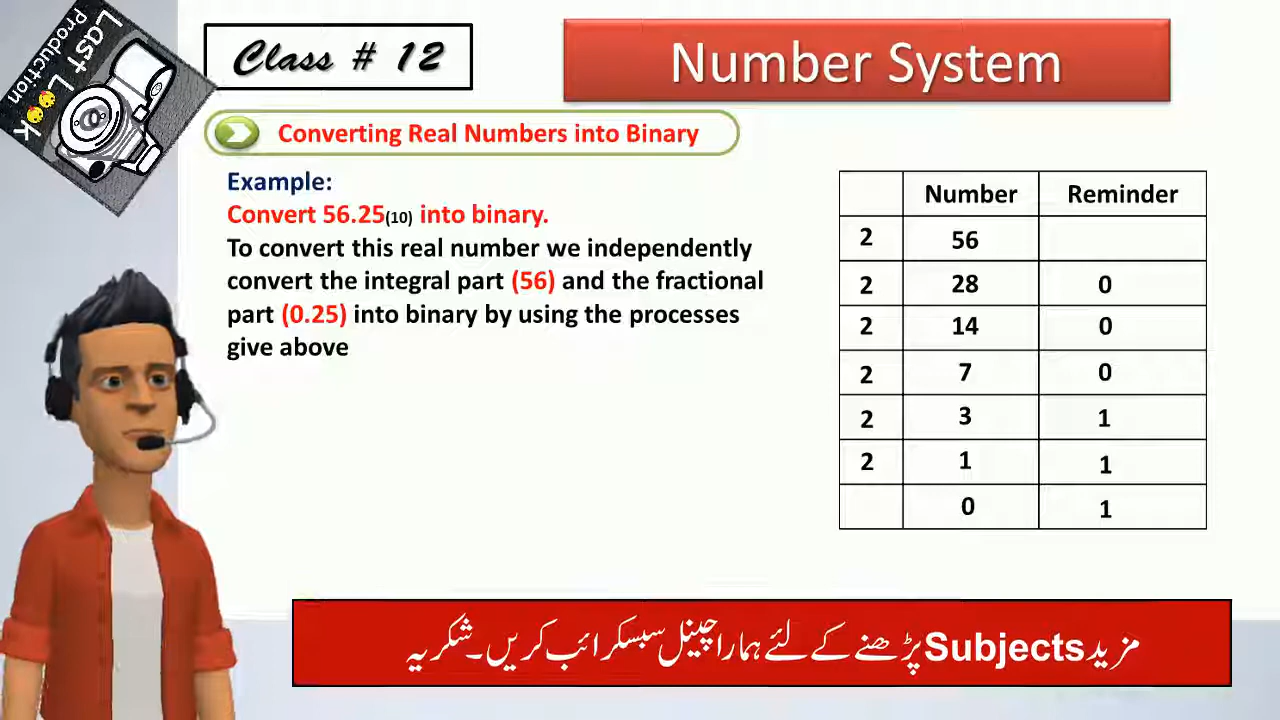 Last Look
Production
Class # 12
Number System
Converting Real Numbers into Binary
Example:
Convert 56.25(10) into binary.
To convert this real number we independently
convert the integral part (56) and the fractional
part (0.25) into binary by using the processes
give above
Number Reminder
2 56
2 28 0
2 14 0
2 7 0
2 3 1
2 1 1
0 1
مزید Subjects پڑھنے کے لئے ہمارا چینل سبسکرائب کریں۔ شکریہ